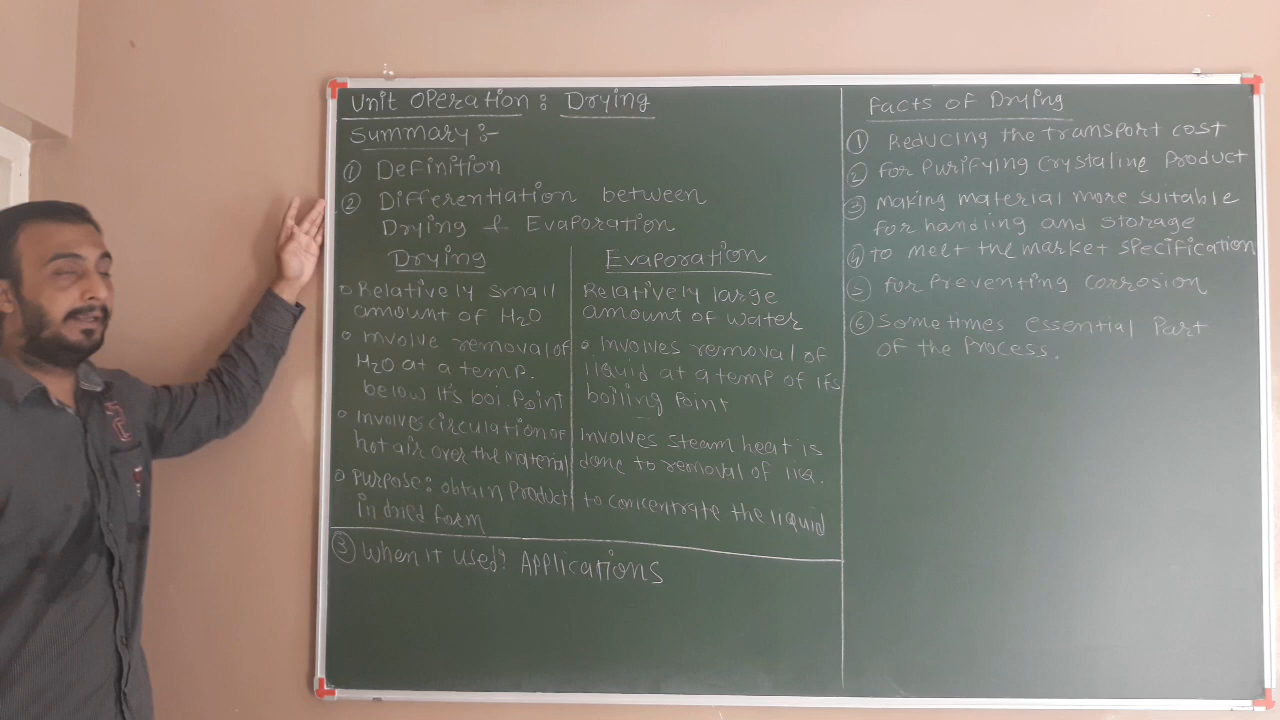 Unit Operation: Drying
Summary:-
① Definition
② Differentiation between
Drying & Evaporation
Drying
o Relatively small
amount of H2O
o involve removal of
H2O at a temp.
below it's boi. Point
o involves circulation of
hot air over the material
o purpose: obtain Product
in dried form
Evaporation
Relatively large
amount of water
o involves removal of
liquid at a temp of it's
boiling point
involves steam heat is
done to removal of liq.
to concentrate the liquid
③ When it used? Applications
Facts of Drying
① Reducing the transport cost
② for Purifying crystaline Product
③ making material more suitable
for handling and storage
④ to meet the market specification
⑤ for Preventing corrosion
⑥ Sometimes essential Part
of the Process.